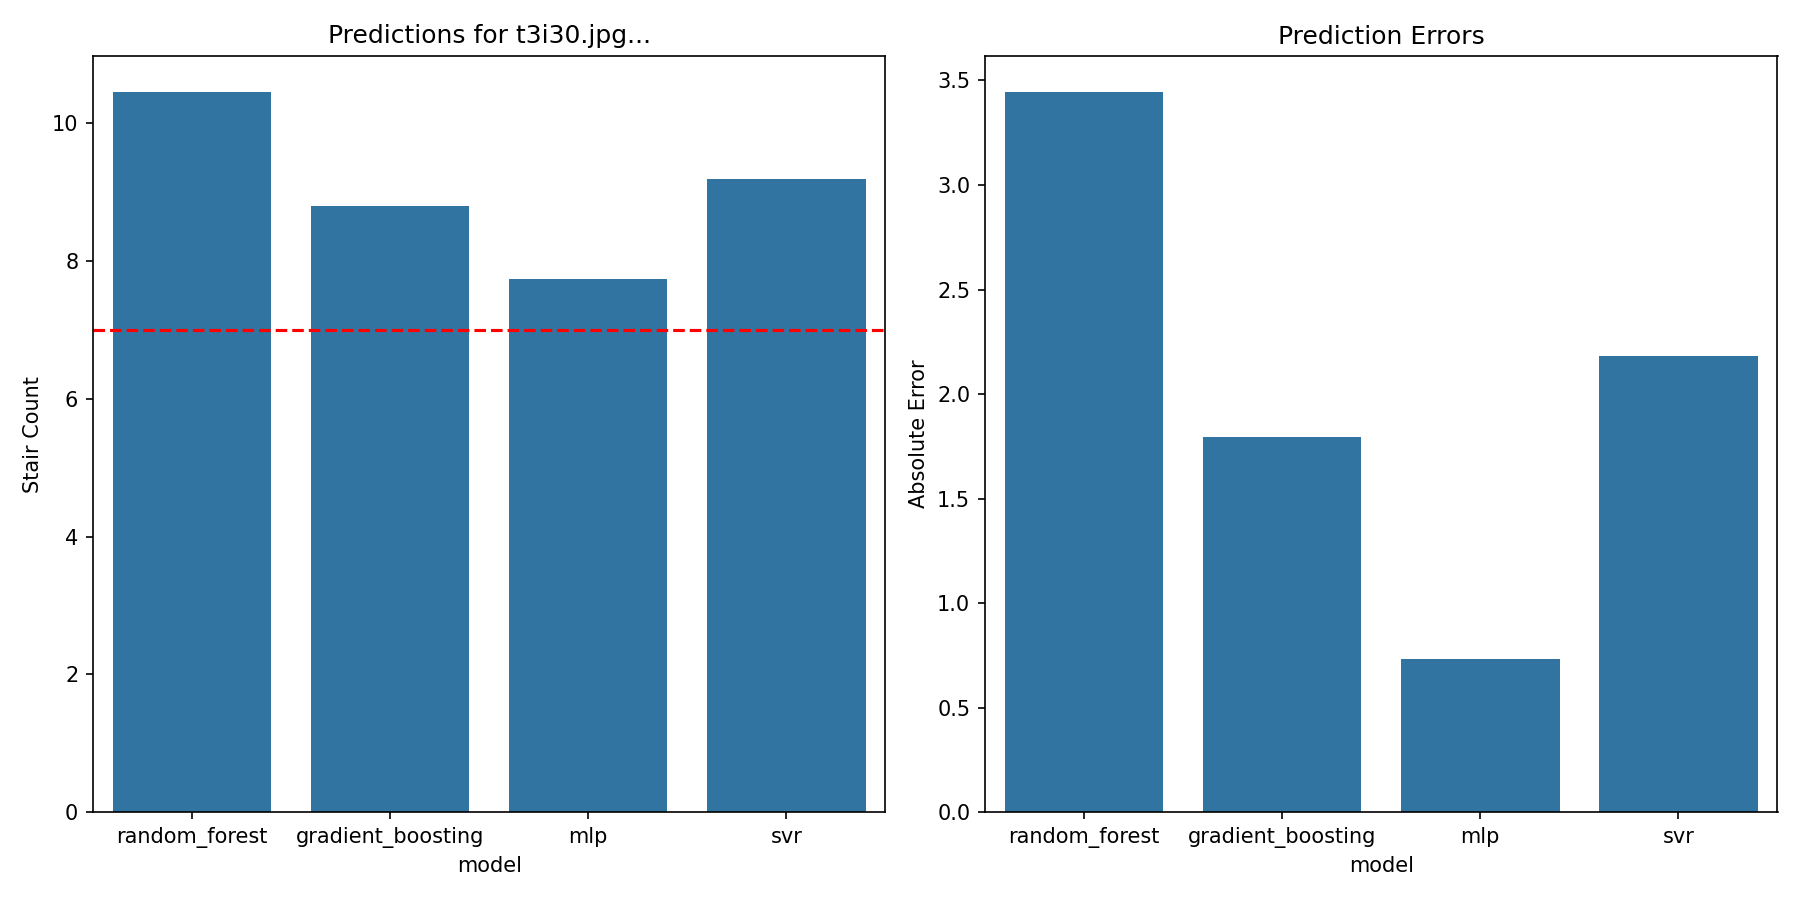 Predictions for t3i30.jpg...
Stair Count
10
8
6
4
2
0
random_forest gradient_boosting mlp svr
model
Prediction Errors
Absolute Error
3.5
3.0
2.5
2.0
1.5
1.0
0.5
0.0
random_forest gradient_boosting mlp svr
model